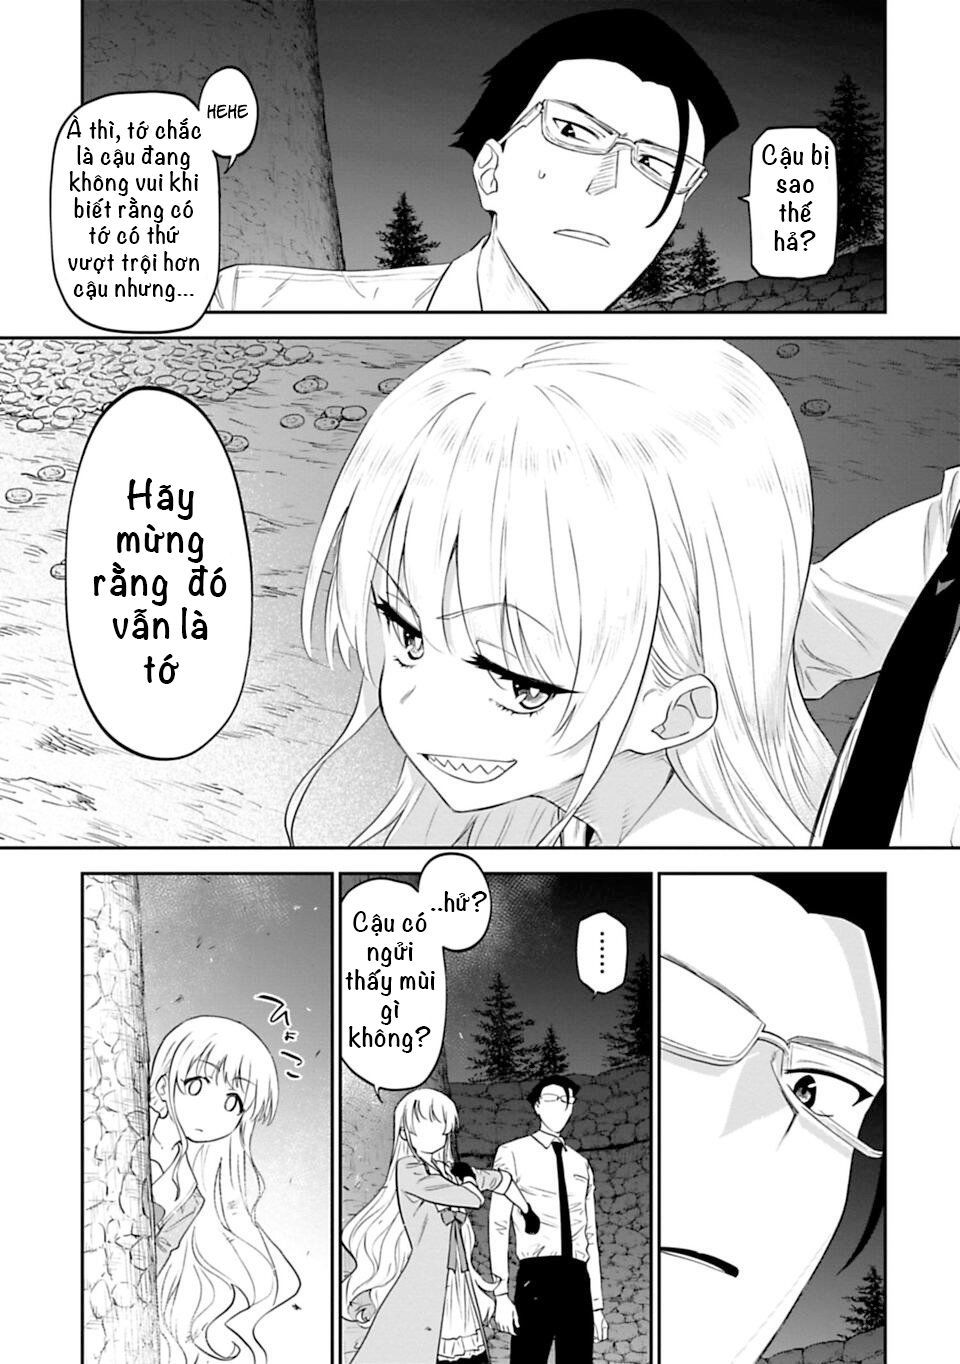 Cậu bị
sao
thế
hả?
HEHE
À thì, tớ chắc
là cậu đang
không vui khi
biết rằng có
tớ có thứ
vượt trội hơn
cậu nhưng...
Hãy
mừng
rằng đó
vẫn là
tớ
......
..hử?
Cậu có
ngửi
thấy mùi
gì
không?